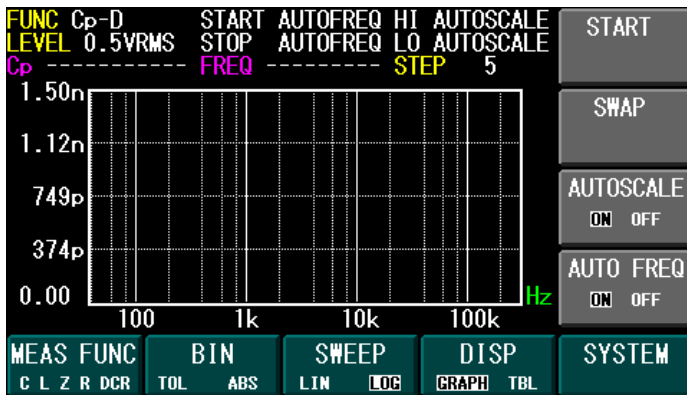 FUNC Cp-D START AUTOFREQ HI AUTOSCALE
LEVEL 0.5VRMS STOP AUTOFREQ LO AUTOSCALE
Cp ----------- FREQ --------- STEP 5
1.50n
1.12n
749p
374p
0.00
Hz
100 1k 10k 100k
START
SWAP
AUTOSCALE
ON OFF
AUTO FREQ
ON OFF
MEAS FUNC BIN SWEEP DISP SYSTEM
C L Z R DCR TOL ABS LIN LOG GRAPH TBL